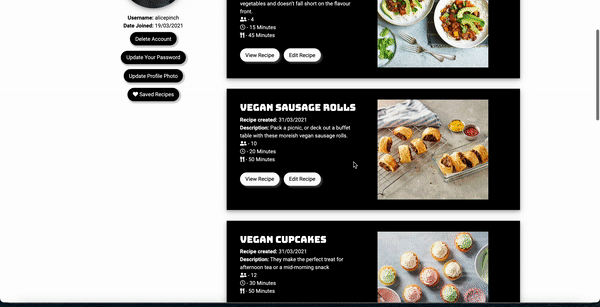 Username: alicepinch
Date Joined: 19/03/2021
Delete Account
Update Your Password
Update Profile Photo
Saved Recipes
vegetables and doesn't fall short on the flavour
front.
- 4
- 15 Minutes
- 45 Minutes
View Recipe Edit Recipe
VEGAN SAUSAGE ROLLS
Recipe created: 31/03/2021
Description: Pack a picnic, or deck out a buffet
table with these moreish vegan sausage rolls.
- 10
- 20 Minutes
- 50 Minutes
View Recipe Edit Recipe
VEGAN CUPCAKES
Recipe created: 31/03/2021
Description: They make the perfect treat for
afternoon tea or a mid-morning snack
- 12
- 30 Minutes
- 50 Minutes